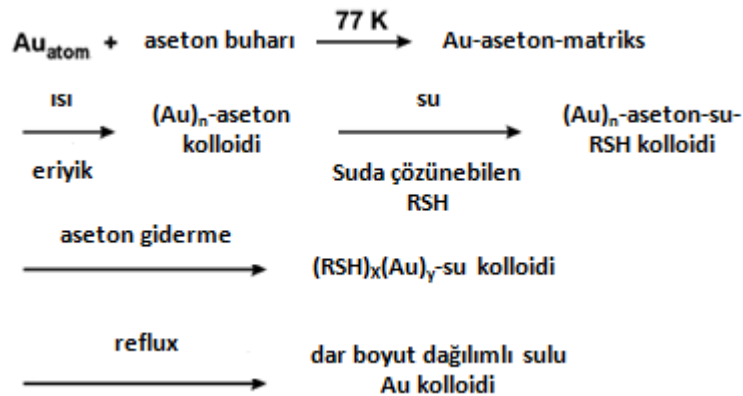 77 K
Au_atom + aseton buharı Au-aseton-matriks
ısı
(Au)_n-aseton
kolloidi
eriyik
su
Suda çözünebilen
RSH
(Au)_n-aseton-su-
RSH kolloidi
aseton giderme
(RSH)_X(Au)_y-su kolloidi
reflux
dar boyut dağılımlı sulu
Au kolloidi